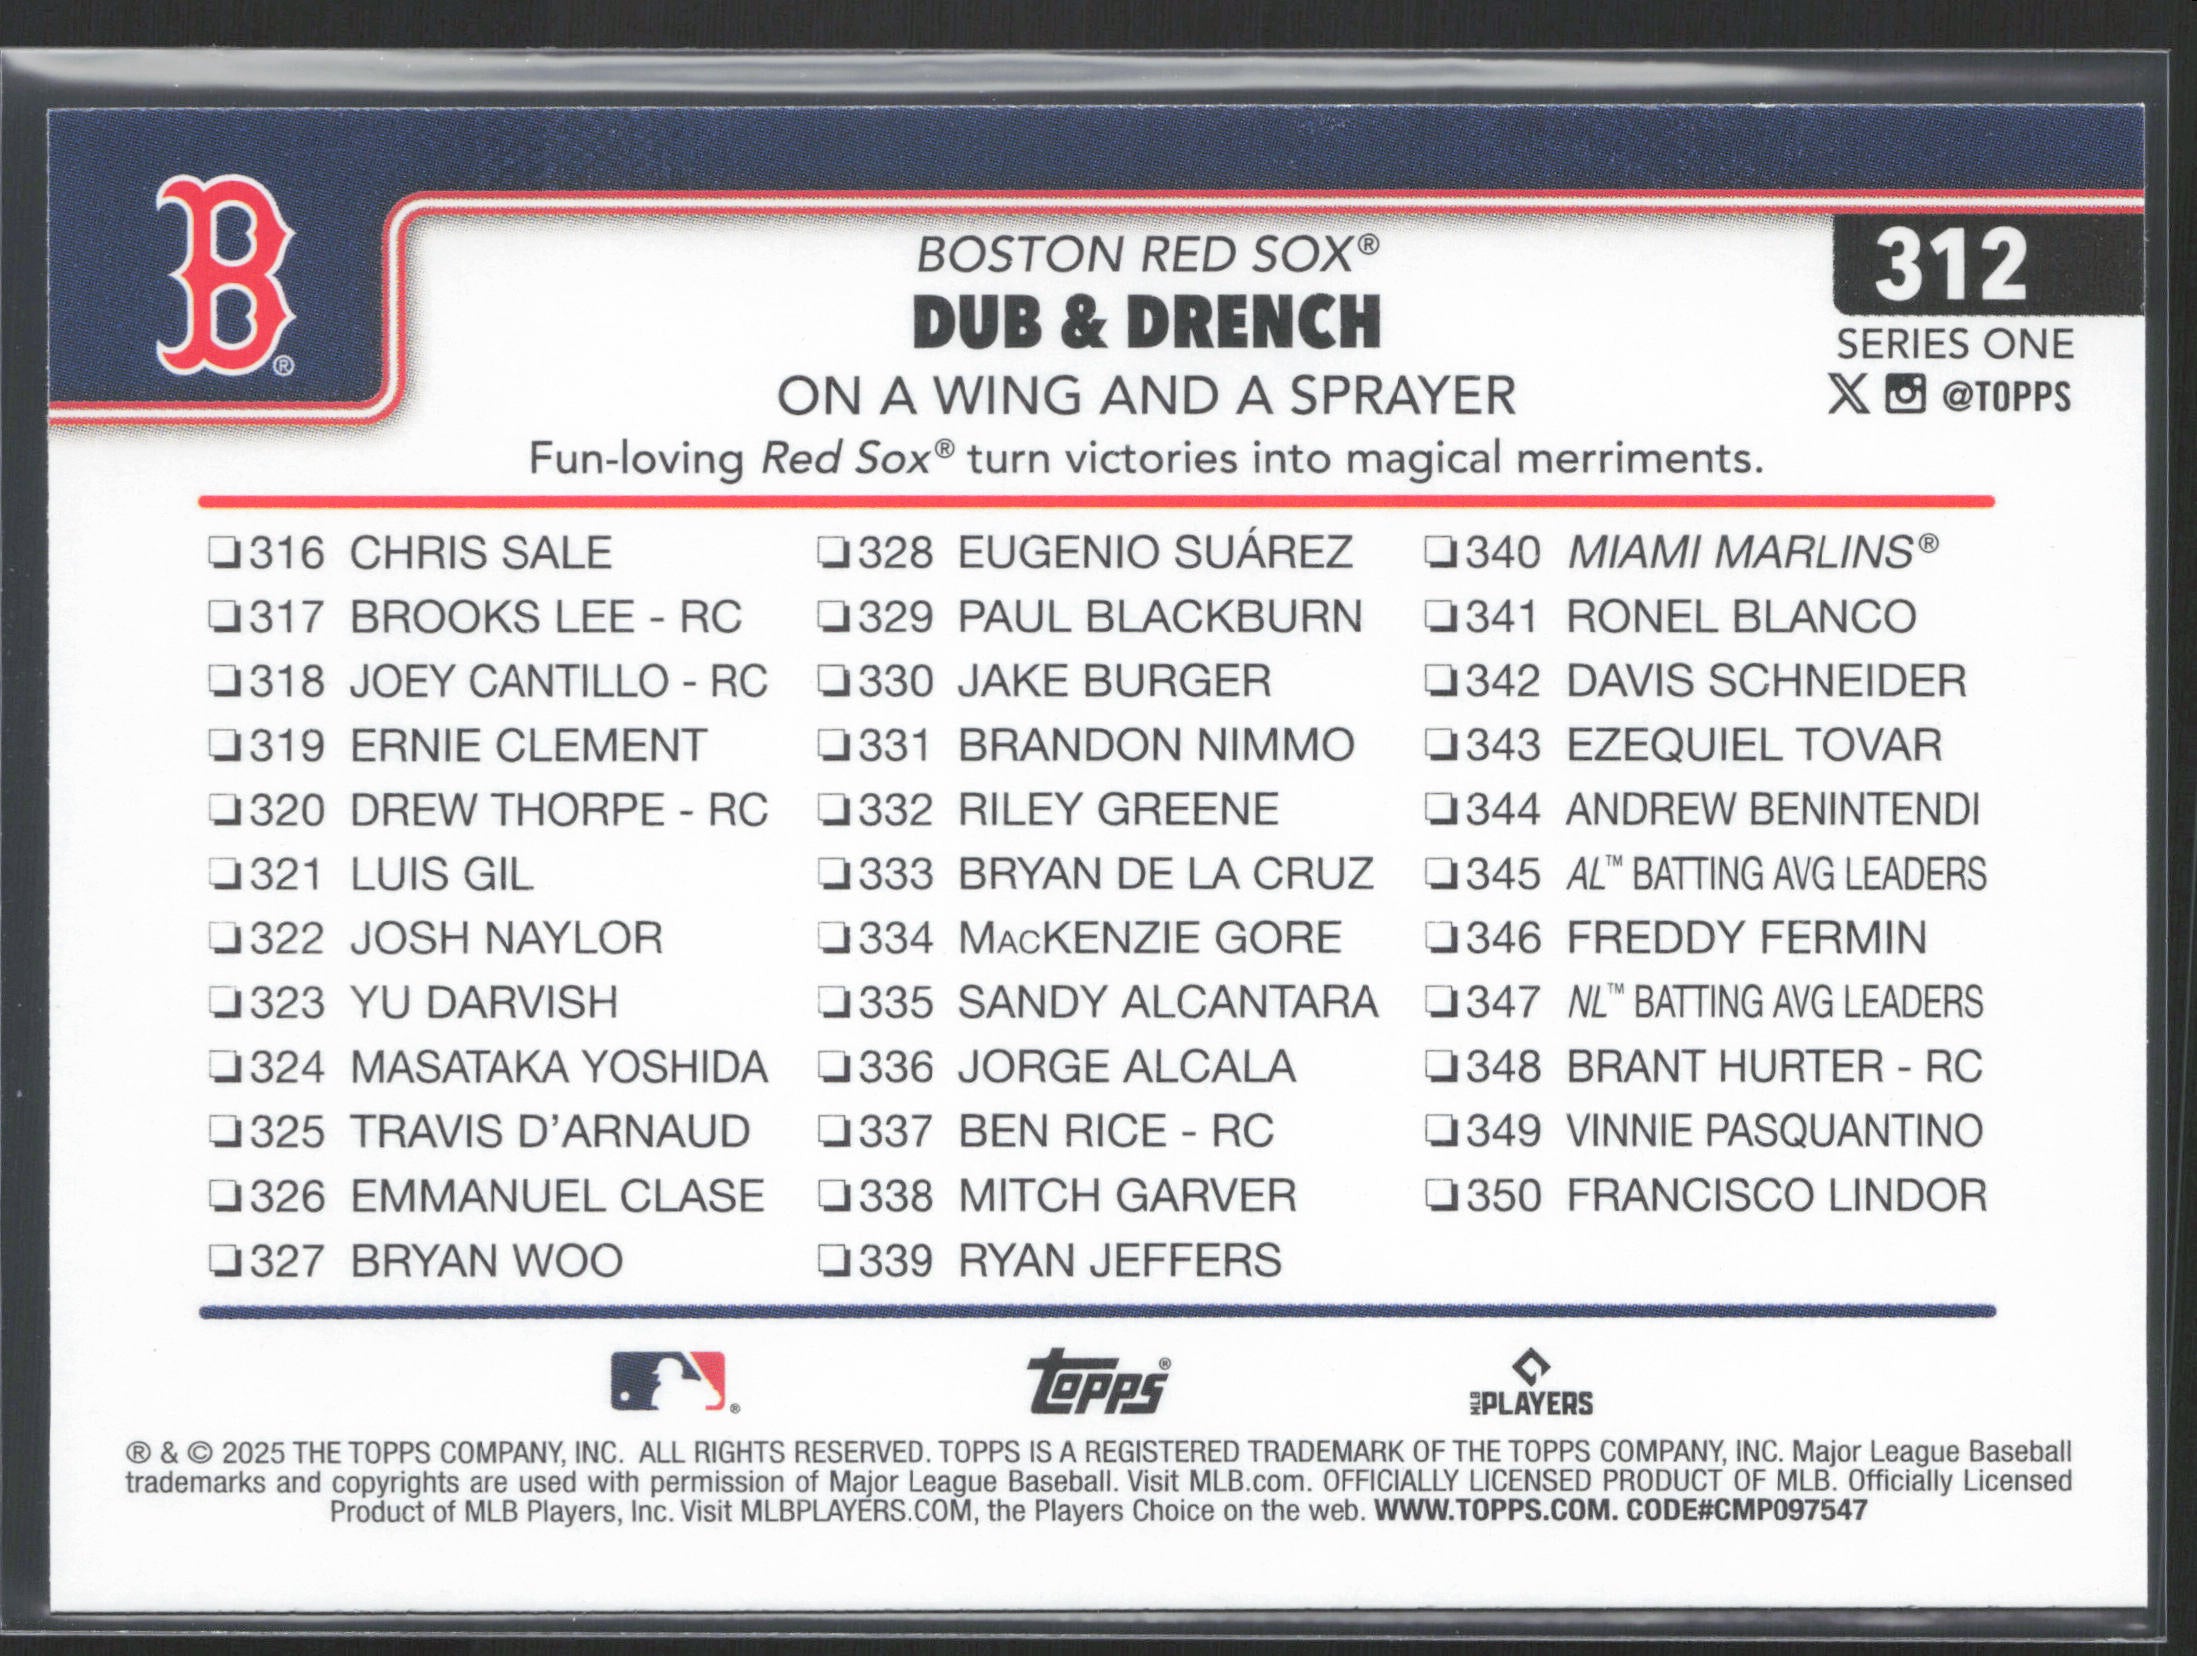 B®
BOSTON RED SOX®
DUB & DRENCH
ON A WING AND A SPRAYER
Fun-loving Red Sox® turn victories into magical merriments.
312
SERIES ONE
X @TOPPS
❏316 CHRIS SALE
❏317 BROOKS LEE - RC
❏318 JOEY CANTILLO - RC
❏319 ERNIE CLEMENT
❏320 DREW THORPE - RC
❏321 LUIS GIL
❏322 JOSH NAYLOR
❏323 YU DARVISH
❏324 MASATAKA YOSHIDA
❏325 TRAVIS D'ARNAUD
❏326 EMMANUEL CLASE
❏327 BRYAN WOO
❏328 EUGENIO SUÁREZ
❏329 PAUL BLACKBURN
❏330 JAKE BURGER
❏331 BRANDON NIMMO
❏332 RILEY GREENE
❏333 BRYAN DE LA CRUZ
❏334 MACKENZIE GORE
❏335 SANDY ALCANTARA
❏336 JORGE ALCALA
❏337 BEN RICE - RC
❏338 MITCH GARVER
❏339 RYAN JEFFERS
❏340 MIAMI MARLINS®
❏341 RONEL BLANCO
❏342 DAVIS SCHNEIDER
❏343 EZEQUIEL TOVAR
❏344 ANDREW BENINTENDI
❏345 AL™ BATTING AVG LEADERS
❏346 FREDDY FERMIN
❏347 NL™ BATTING AVG LEADERS
❏348 BRANT HURTER - RC
❏349 VINNIE PASQUANTINO
❏350 FRANCISCO LINDOR
®
Topps®
MLB PLAYERS
® & © 2025 THE TOPPS COMPANY, INC. ALL RIGHTS RESERVED. TOPPS IS A REGISTERED TRADEMARK OF THE TOPPS COMPANY, INC. Major League Baseball
trademarks and copyrights are used with permission of Major League Baseball. Visit MLB.com. OFFICIALLY LICENSED PRODUCT OF MLB. Officially Licensed
Product of MLB Players, Inc. Visit MLBPLAYERS.COM, the Players Choice on the web. WWW.TOPPS.COM. CODE#CMP097547